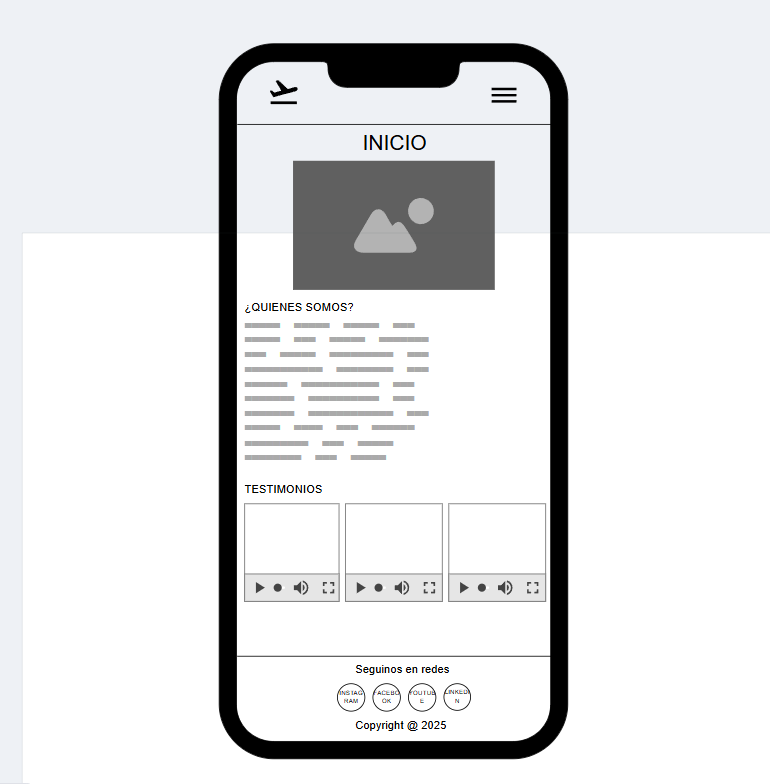 INICIO
¿QUIENES SOMOS?
TESTIMONIOS
Seguinos en redes
INSTAG
RAM
FACEBO
OK
YOUTUB
E
LINKEDI
N
Copyright @ 2025